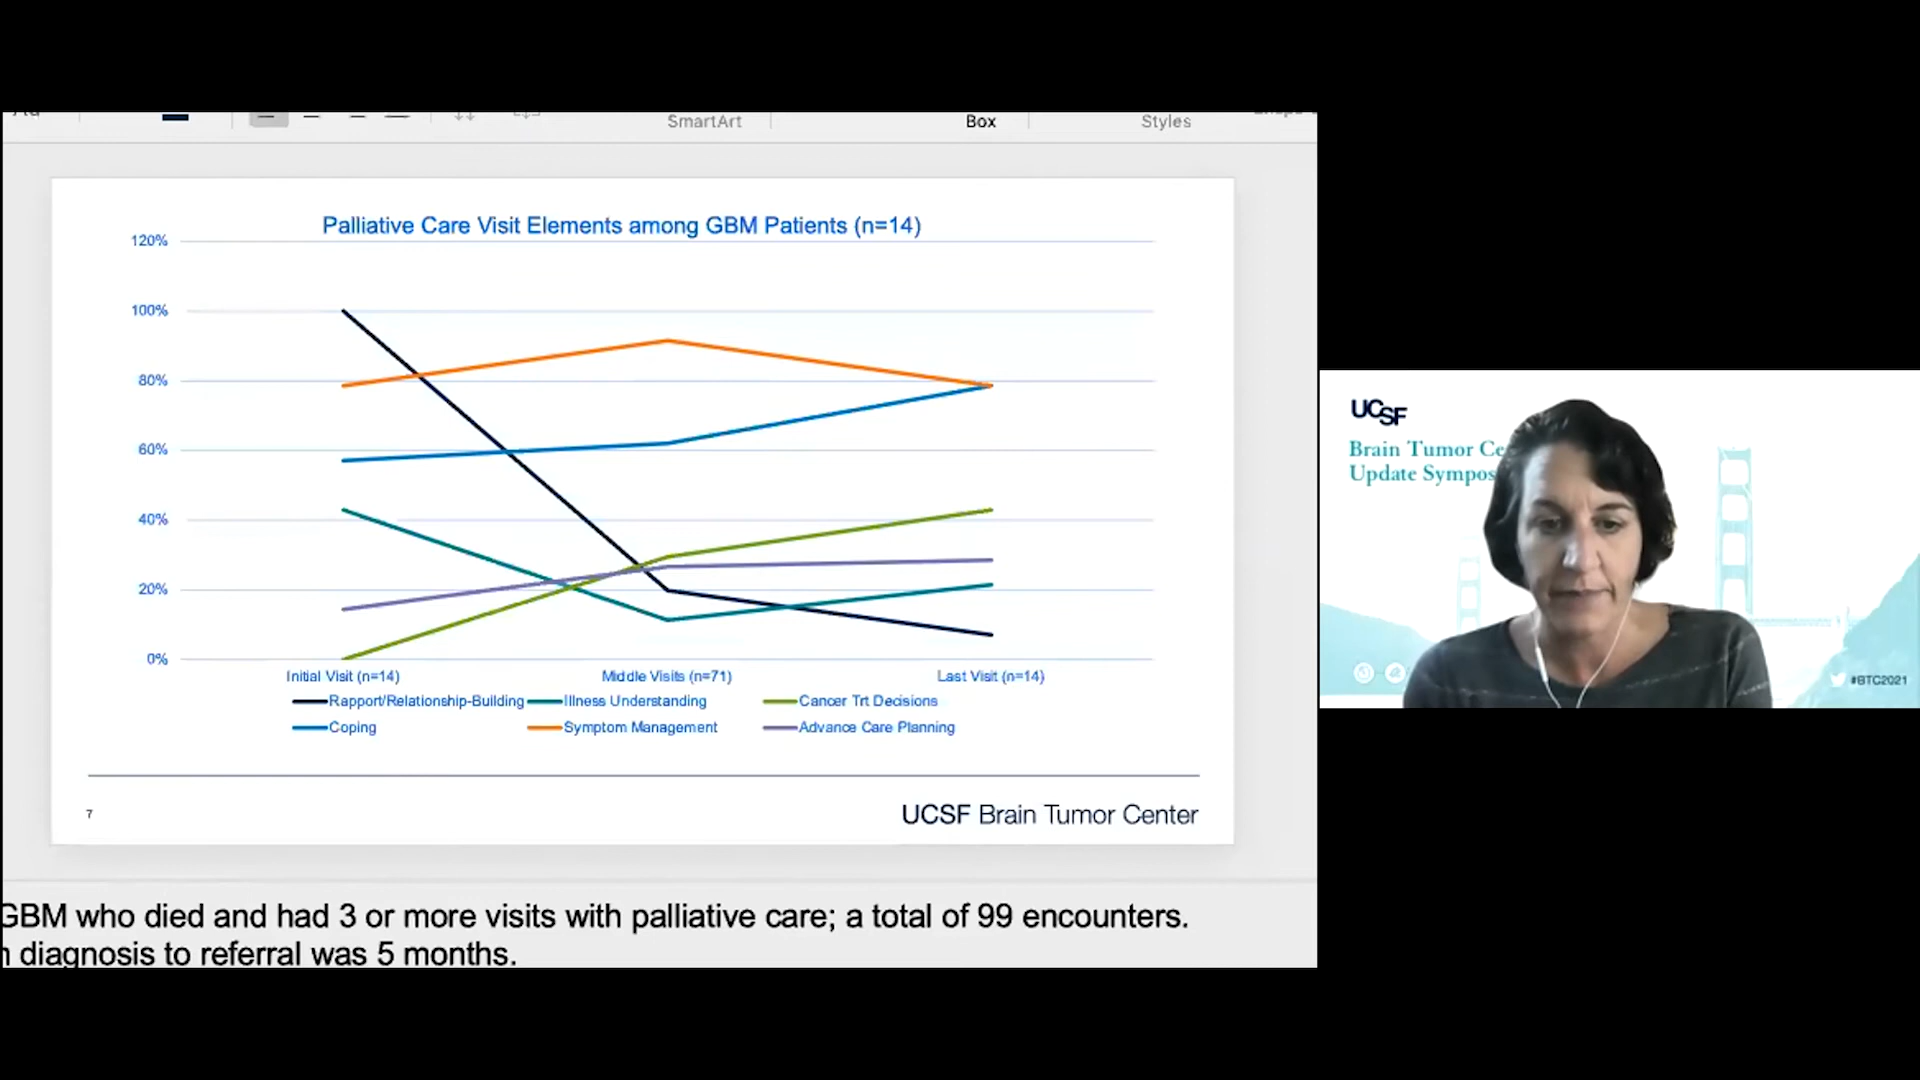 SmartArt
Box
Styles
Palliative Care Visit Elements among GBM Patients (n=14)
120%
100%
80%
60%
40%
20%
0%
Initial Visit (n=14) Middle Visits (n=71) Last Visit (n=14)
Rapport/Relationship-Building Illness Understanding Cancer Trt Decisions
Coping Symptom Management Advance Care Planning
7
UCSF Brain Tumor Center
GBM who died and had 3 or more visits with palliative care; a total of 99 encounters.
diagnosis to referral was 5 months.
UCSF
Brain Tumor Ce
Update Sympos
#BTC2021